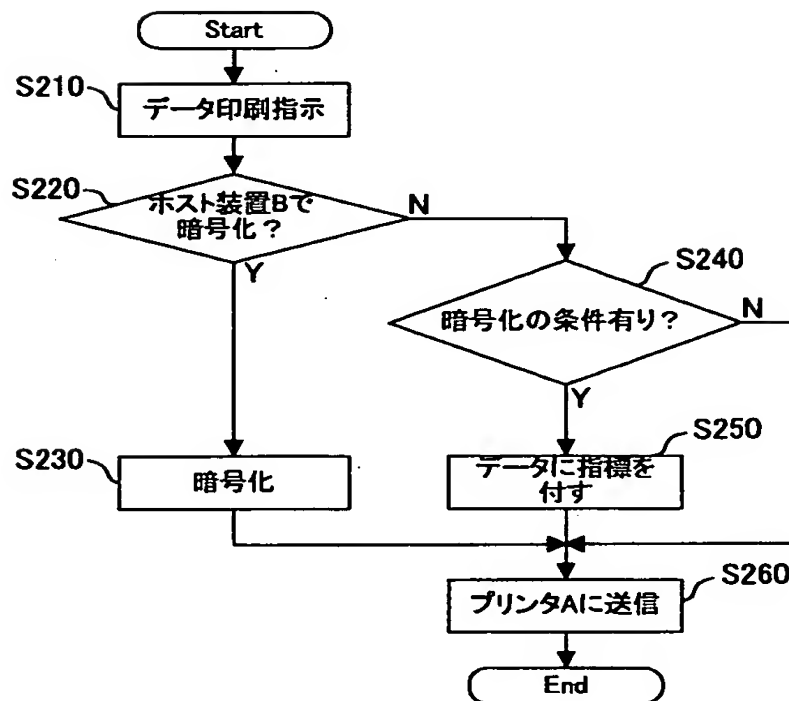 Start
S210
データ印刷指示
S220
ホスト装置Bで
暗号化？
N
Y
S240
暗号化の条件有り？
N
Y
S230
暗号化
S250
データに指標を
付す
S260
プリンタAに送信
End